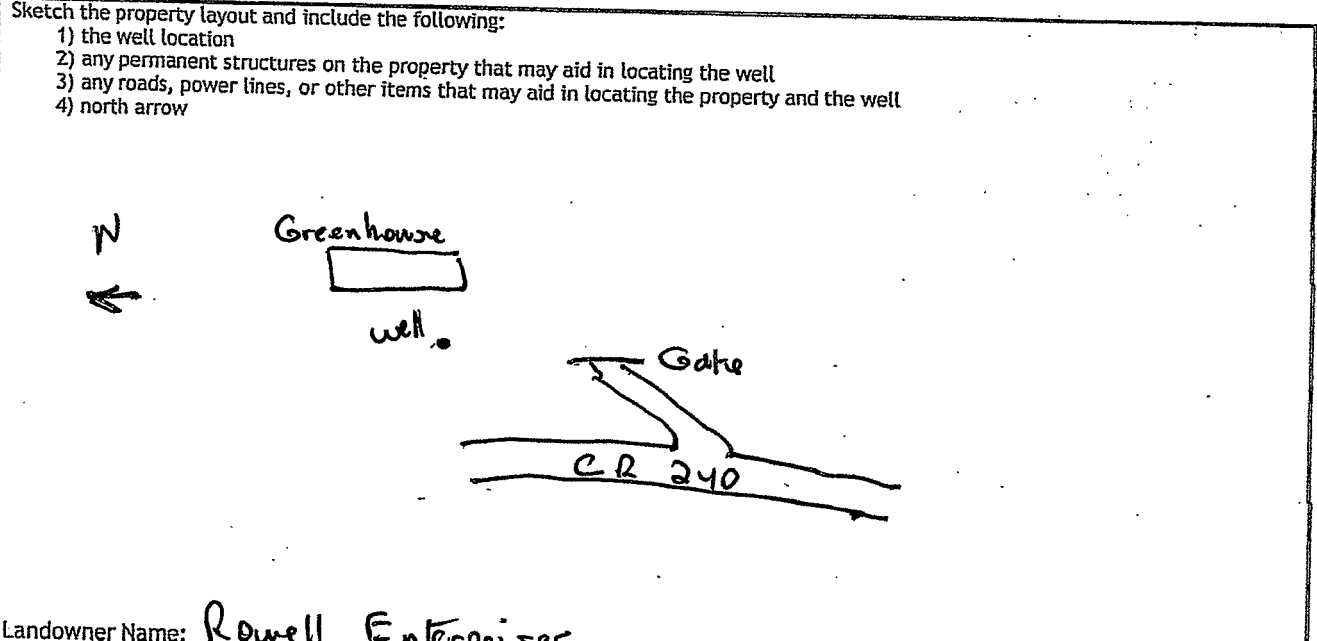 Sketch the property layout and include the following:
1) the well location
2) any permanent structures on the property that may aid in locating the well
3) any roads, power lines, or other items that may aid in locating the property and the well
4) north arrow
N
Greenhouse
well
Gate
CR 240
Landowner Name: Rowell Enterprises